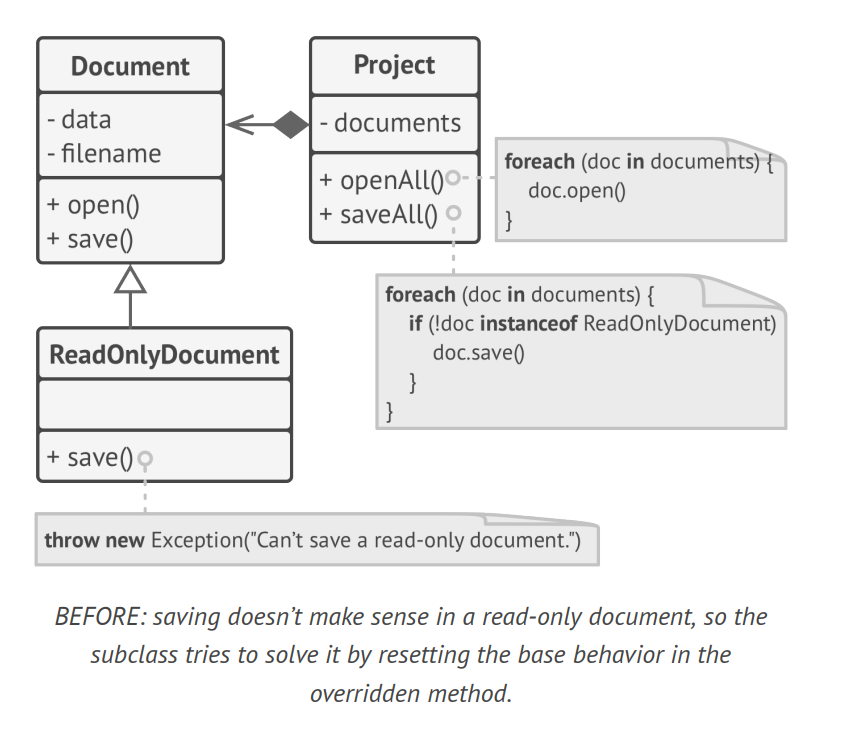 Document
- data
- filename
+ open()
+ save()
Project
- documents
+ openAll()
+ saveAll()
foreach (doc in documents) {
doc.open()
}
foreach (doc in documents) {
if (!doc instanceof ReadOnlyDocument)
doc.save()
}
}
ReadOnlyDocument
+ save()
throw new Exception("Can’t save a read-only document.")
BEFORE: saving doesn’t make sense in a read-only document, so the
subclass tries to solve it by resetting the base behavior in the
overridden method.